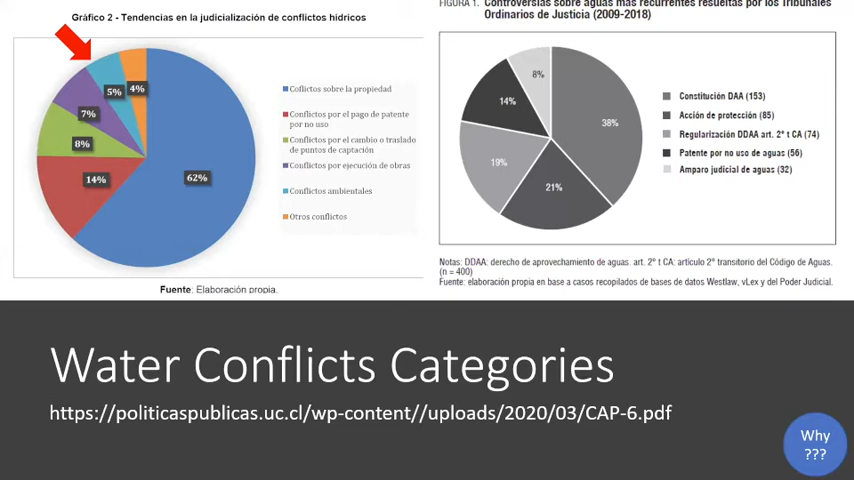 Gráfico 2 - Tendencias en la judicialización de conflictos hídricos
4%
5%
7%
8%
14%
62%
Coflictos sobre la propiedad
Conflictos por el pago de patente
por no uso
Conflictos por el cambio o traslado
de puntos de captación
Conflictos por ejecución de obras
Conflictos ambientales
Otros conflictos
Fuente: Elaboración propia.
FIGURA 1. Controversias sobre aguas más recurrentes resueltas por los Tribunales
Ordinarios de Justicia (2009-2018)
8%
14%
38%
19%
21%
Constitución DAA (153)
Acción de protección (85)
Regularización DDAA art. 2° t CA (74)
Patente por no uso de aguas (56)
Amparo judicial de aguas (32)
Notas: DDAA: derecho de aprovechamiento de aguas. art. 2° t CA: artículo 2° transitorio del Código de Aguas.
(n = 400)
Fuente: elaboración propia en base a casos recopilados de bases de datos Westlaw, vLex y del Poder Judicial.
Water Conflicts Categories
https://politicaspublicas.uc.cl/wp-content//uploads/2020/03/CAP-6.pdf
Why
???